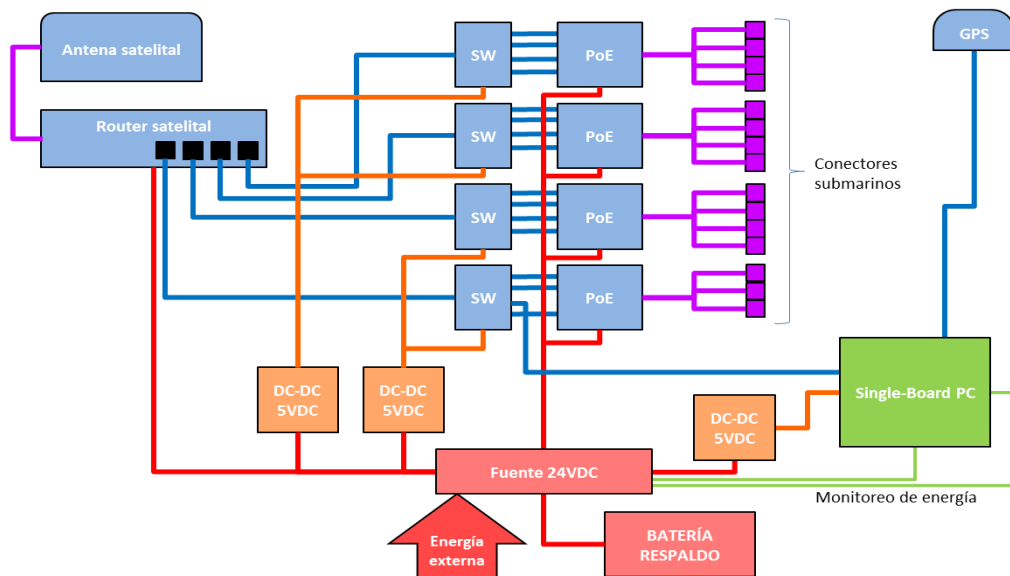 Antena satelital
SW
PoE
GPS
Router satelital
SW
PoE
Conectores
submarinos
SW
PoE
SW
PoE
DC-DC
5VDC
DC-DC
5VDC
Single-Board PC
DC-DC
5VDC
Fuente 24VDC
Monitoreo de energía
Energía
externa
BATERÍA
RESPALDO